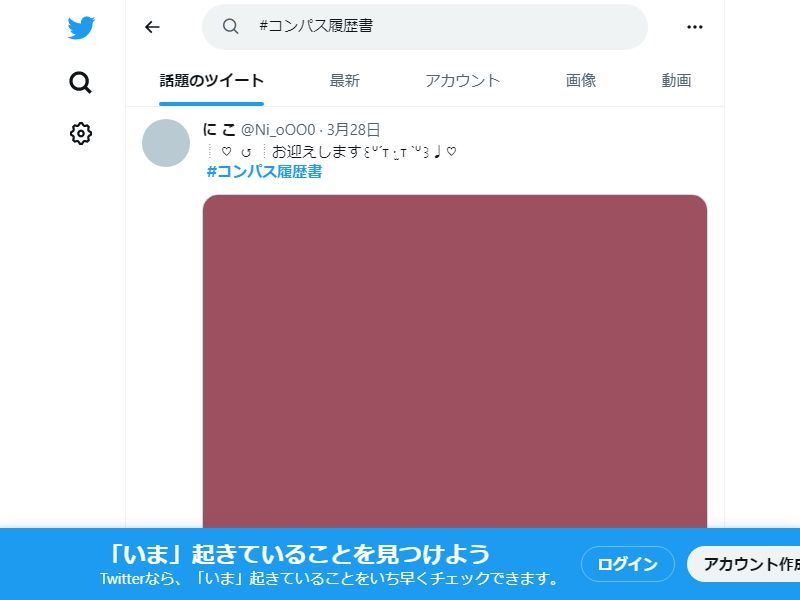 #コンパス履歴書
話題のツイート 最新 アカウント 画像 動画
に こ @Ni_oOO0 · 3月28日
お迎えします
#コンパス履歴書
「いま」起きていることを見つけよう
Twitterなら、「いま」起きていることをいち早くチェックできます。
ログイン
アカウント作成